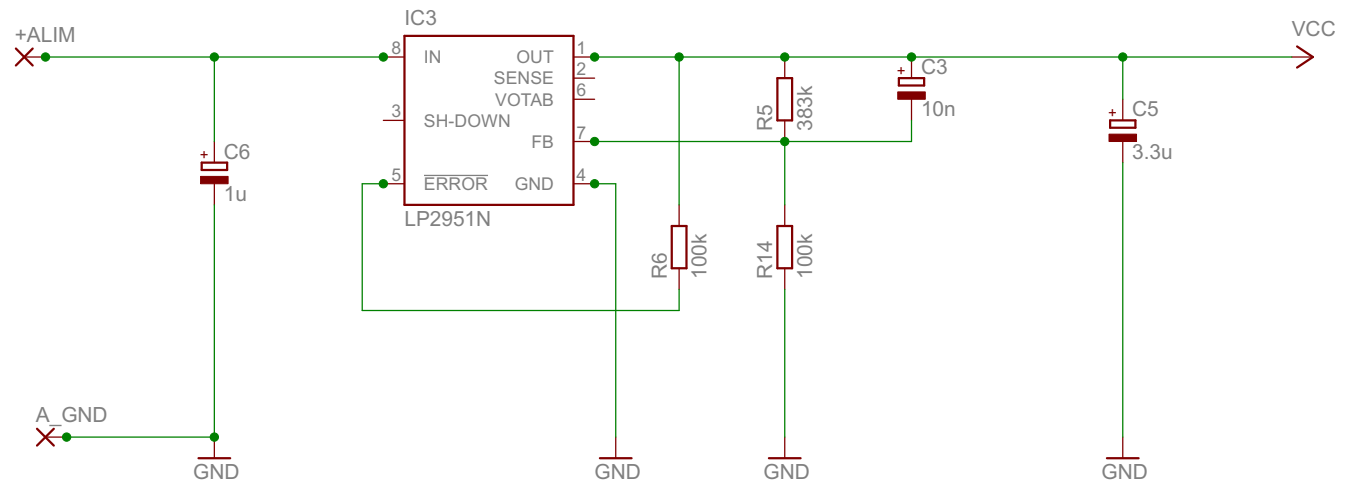 IC3
+ALIM
VCC
8
IN
OUT
1
SENSE
2
VOTAB
6
3
SH-DOWN
FB
7
5
ERROR
GND
4
LP2951N
+
C6
1u
R6
100k
R5
383k
R14
100k
+
C3
10n
+
C5
3.3u
A_GND
GND
GND
GND
GND